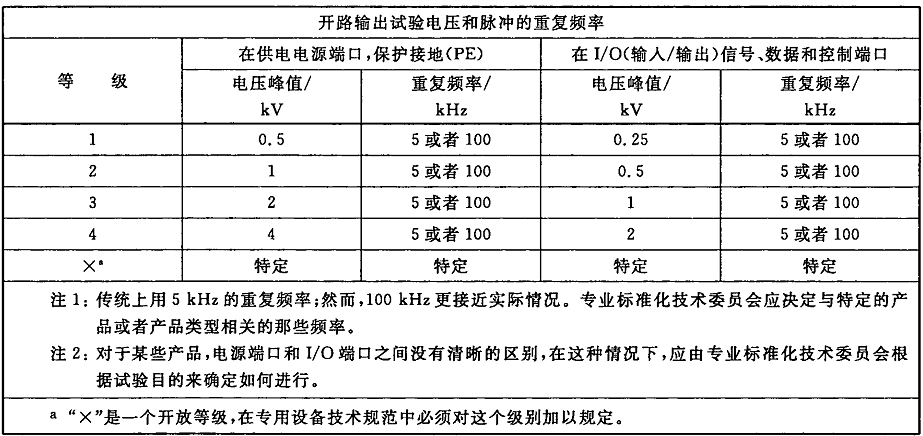 开路输出试验电压和脉冲的重复频率
等 级
在供电电源端口,保护接地(PE)
在 I/O(输入/输出)信号、数据和控制端口
电压峰值/
kV
重复频率/
kHz
电压峰值/
kV
重复频率/
kHz
1 0.5 5 或者 100 0.25 5 或者 100
2 1 5 或者 100 0.5 5 或者 100
3 2 5 或者 100 1 5 或者 100
4 4 5 或者 100 2 5 或者 100
×ᵃ 特定 特定 特定 特定
注 1: 传统上用 5 kHz 的重复频率;然而,100 kHz 更接近实际情况。专业标准化技术委员会应决定与特定的产
品或者产品类型相关的那些频率。
注 2: 对于某些产品,电源端口和 I/O 端口之间没有清晰的区别,在这种情况下,应由专业标准化技术委员会根
据试验目的来确定如何进行。
ᵃ “×”是一个开放等级,在专用设备技术规范中必须对这个级别加以规定。